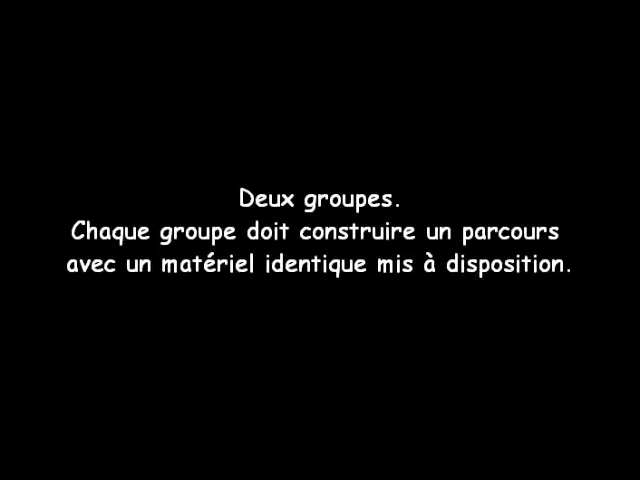 Deux groupes.
Chaque groupe doit construire un parcours
avec un matériel identique mis à disposition.